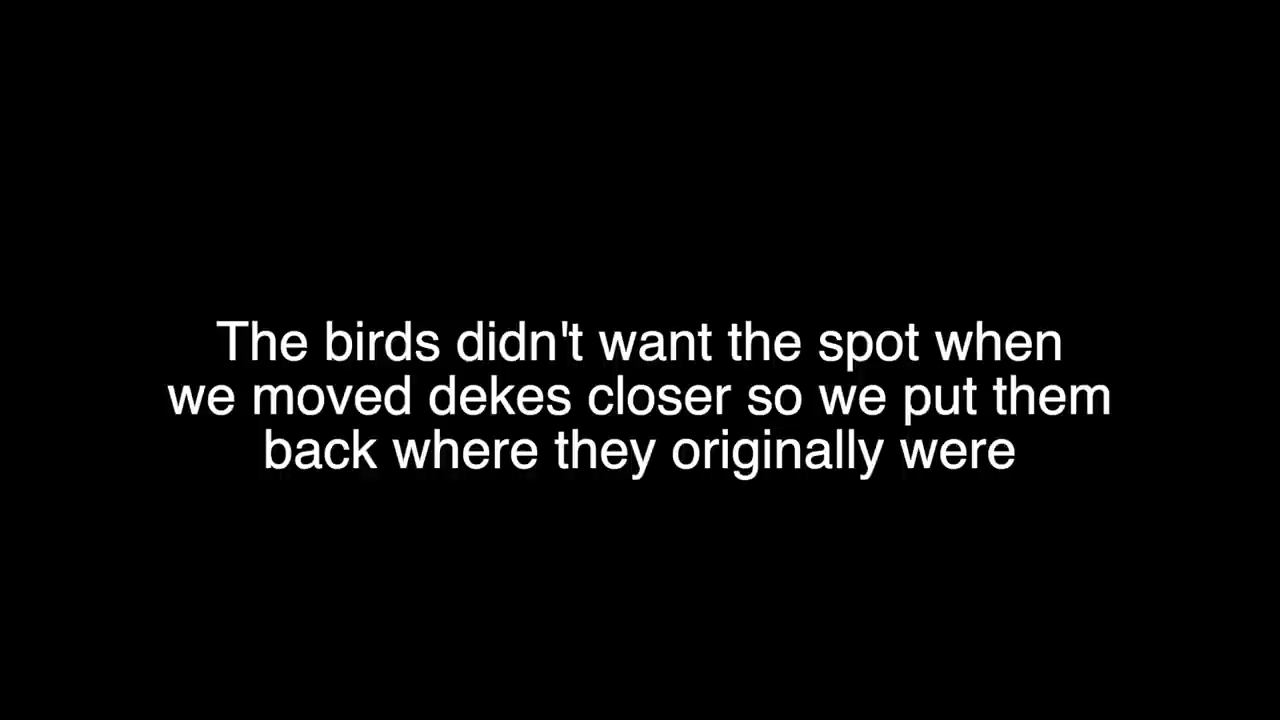 The birds didn't want the spot when
we moved dekes closer so we put them
back where they originally were